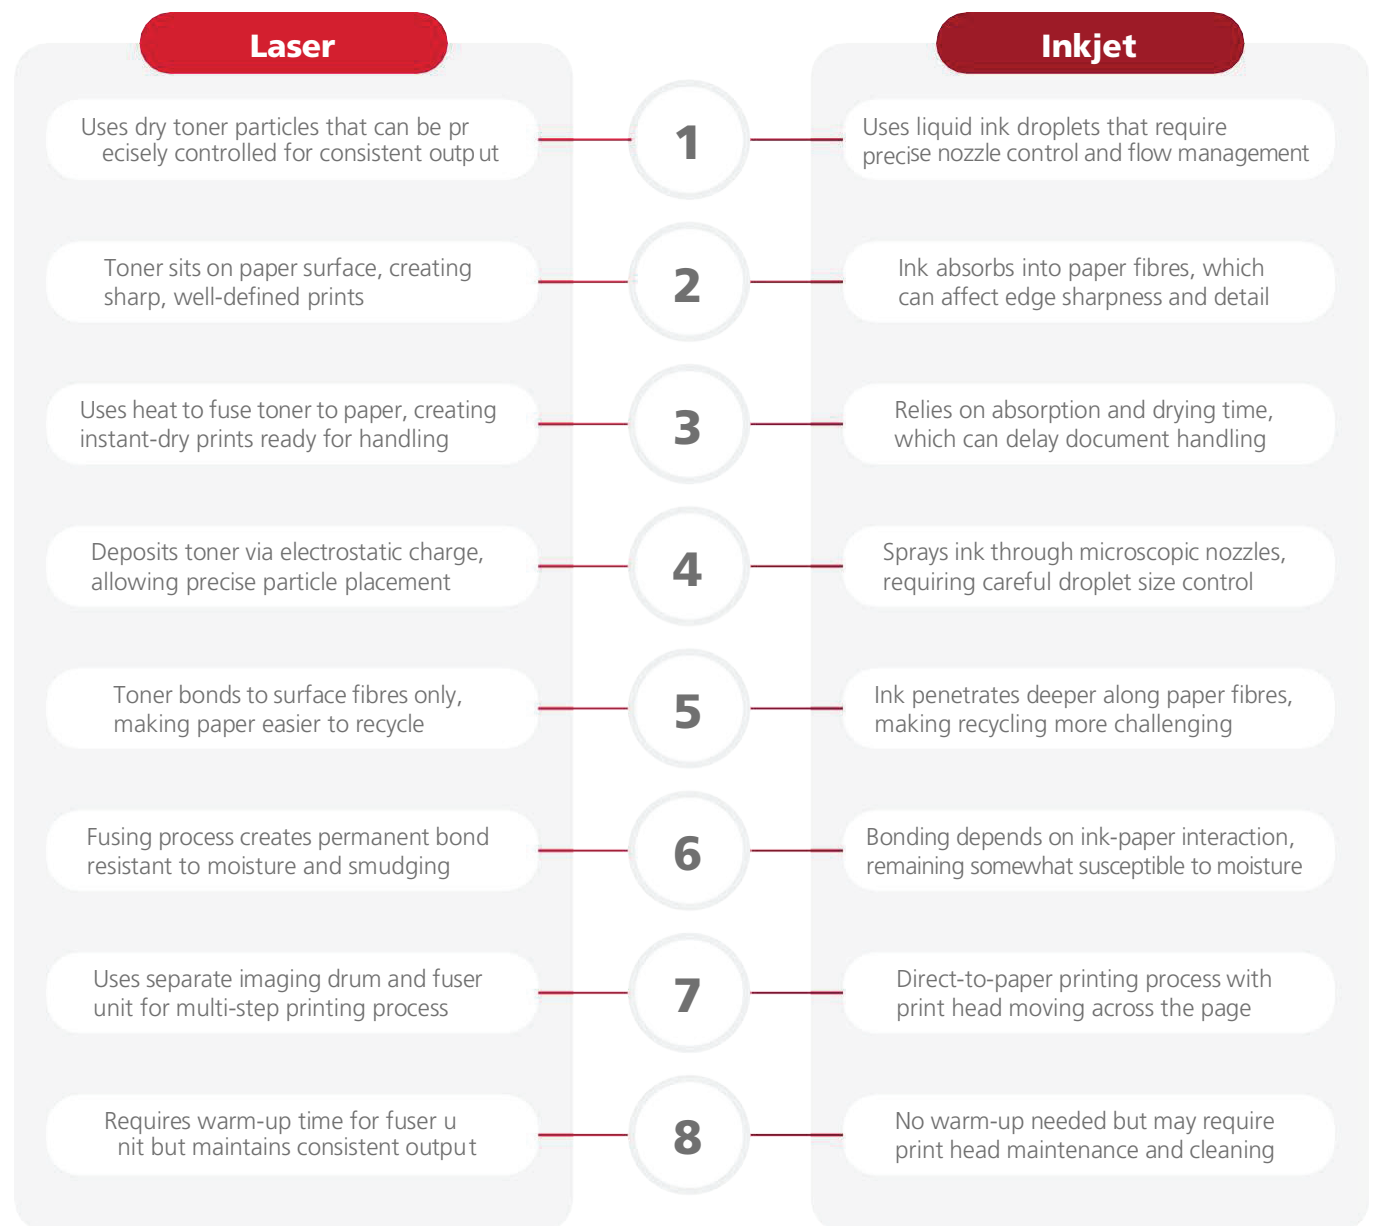 Laser
Inkjet
Uses dry toner particles that can be pr
ecisely controlled for consistent output
1
Uses liquid ink droplets that require
precise nozzle control and flow management
Toner sits on paper surface, creating
sharp, well-defined prints
2
Ink absorbs into paper fibres, which
can affect edge sharpness and detail
Uses heat to fuse toner to paper, creating
instant-dry prints ready for handling
3
Relies on absorption and drying time,
which can delay document handling
Deposits toner via electrostatic charge,
allowing precise particle placement
4
Sprays ink through microscopic nozzles,
requiring careful droplet size control
Toner bonds to surface fibres only,
making paper easier to recycle
5
Ink penetrates deeper along paper fibres,
making recycling more challenging
Fusing process creates permanent bond
resistant to moisture and smudging
6
Bonding depends on ink-paper interaction,
remaining somewhat susceptible to moisture
Uses separate imaging drum and fuser
unit for multi-step printing process
7
Direct-to-paper printing process with
print head moving across the page
Requires warm-up time for fuser u
nit but maintains consistent output
8
No warm-up needed but may require
print head maintenance and cleaning